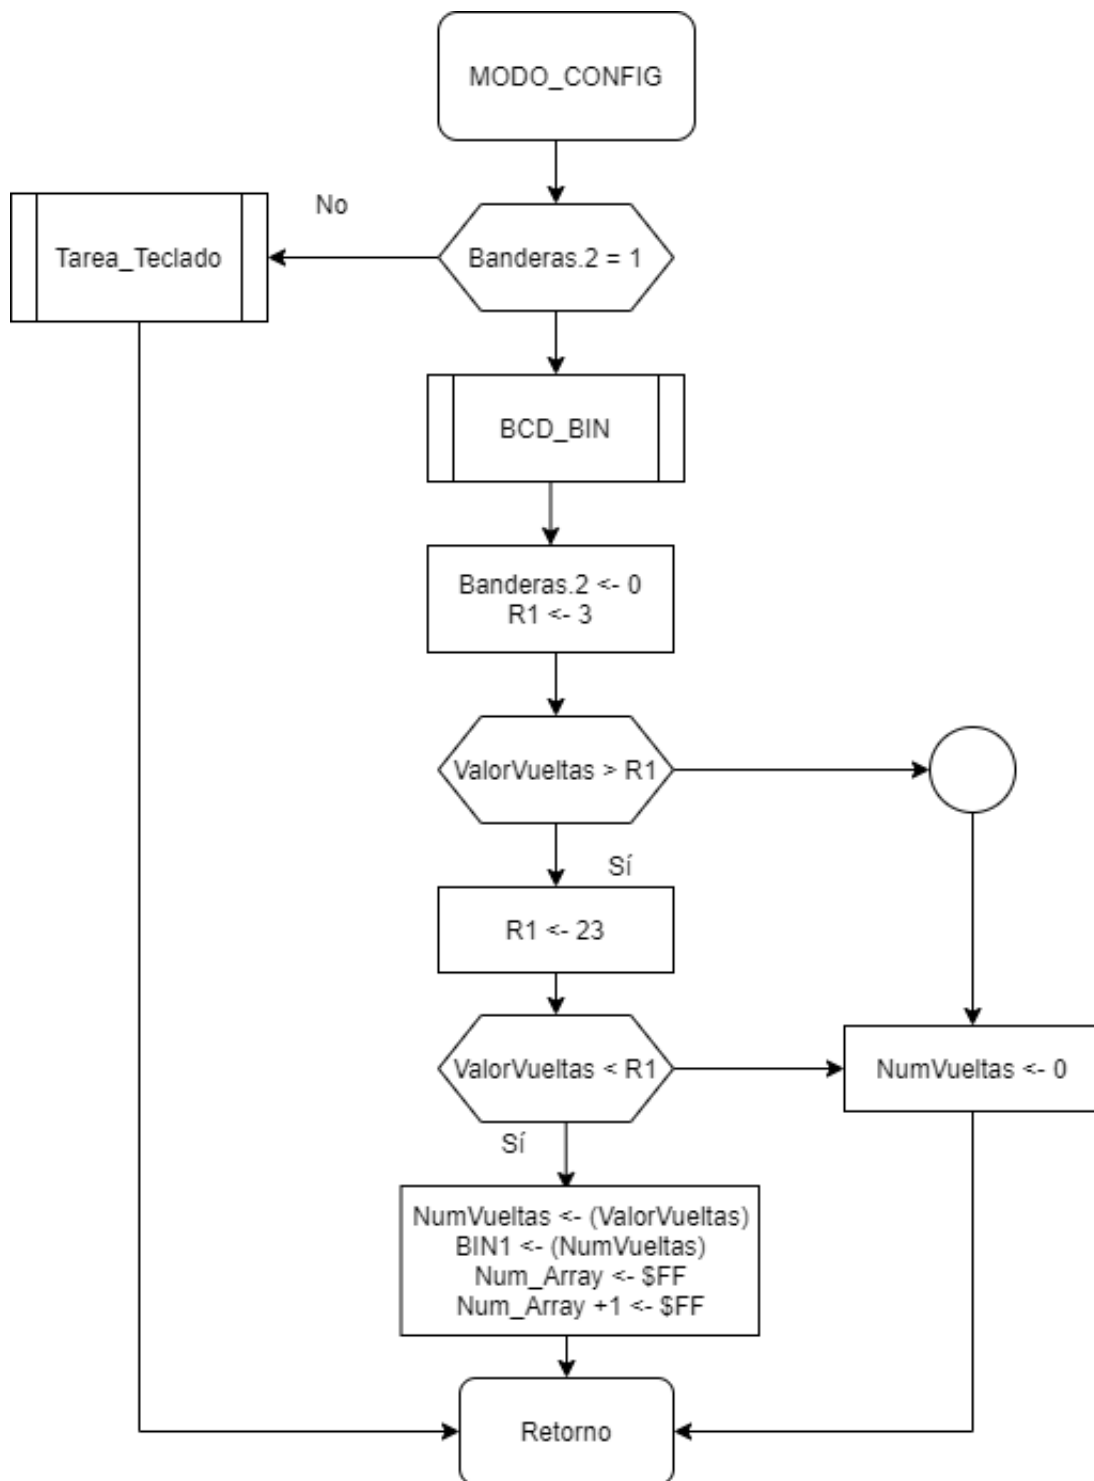 MODO_CONFIG
No
Tarea_Teclado
Banderas.2 = 1
BCD_BIN
Banderas.2 <- 0
R1 <- 3
ValorVueltas > R1
Sí
R1 <- 23
ValorVueltas < R1
NumVueltas <- 0
Sí
NumVueltas <- (ValorVueltas)
BIN1 <- (NumVueltas)
Num_Array <- $FF
Num_Array +1 <- $FF
Retorno